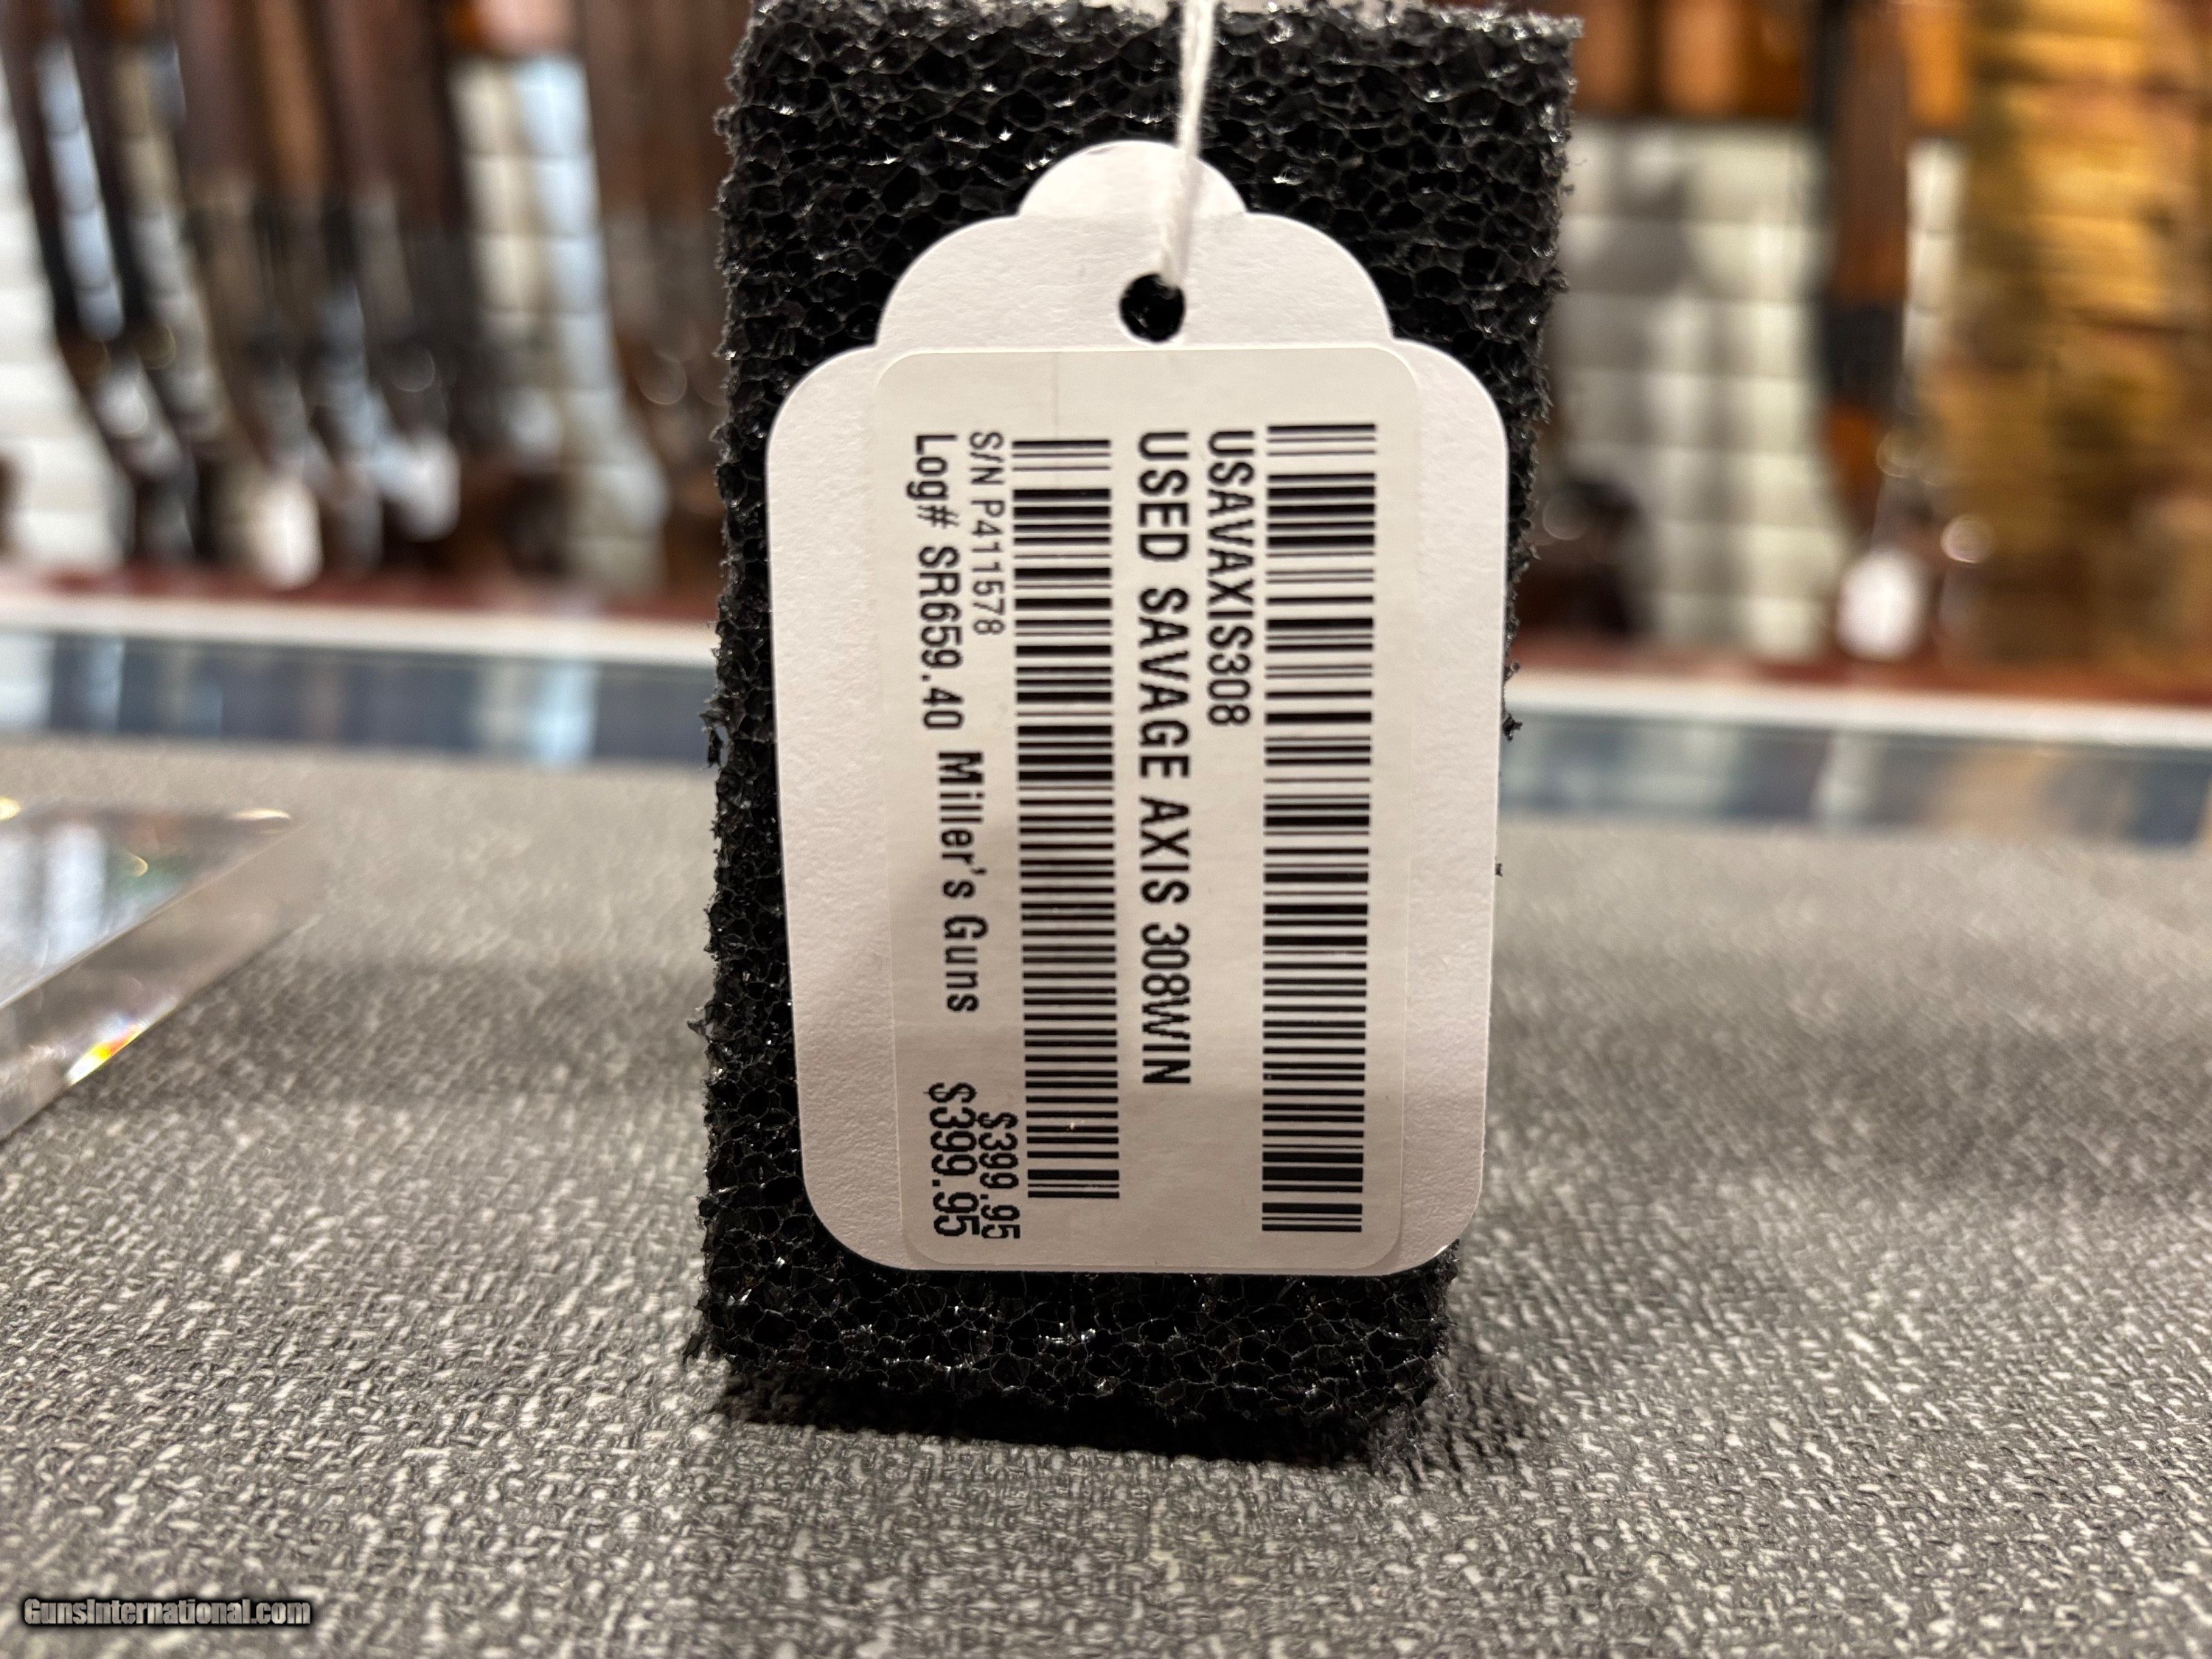 USAVAXIS308
USED SAVAGE AXIS 308WIN
S/N P411578 $399.95
Log# SR659.40 Miller's Guns $399.95
GunsInternational.com